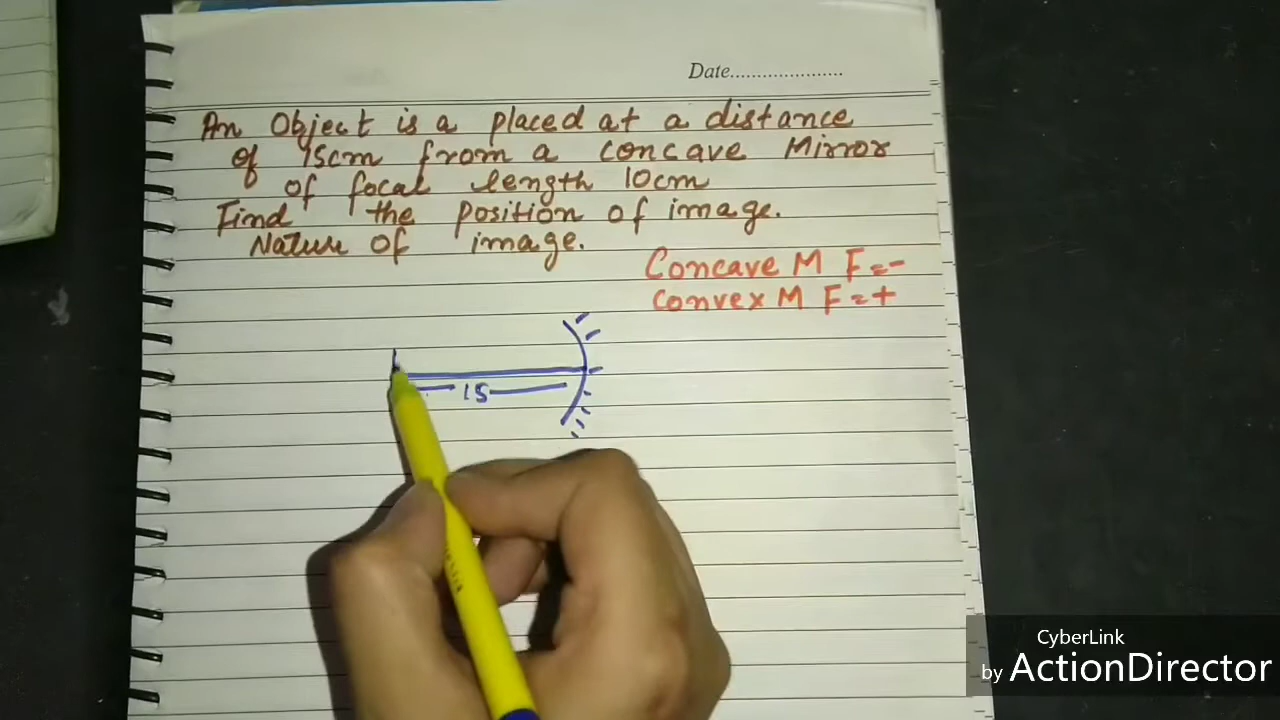 Date.....................
An Object is a placed at a distance
of 15cm from a concave Mirror
of focal length 10cm
Find the position of image.
Nature of image.
Concave M F = -
Convex M F = +
15
CyberLink
by ActionDirector